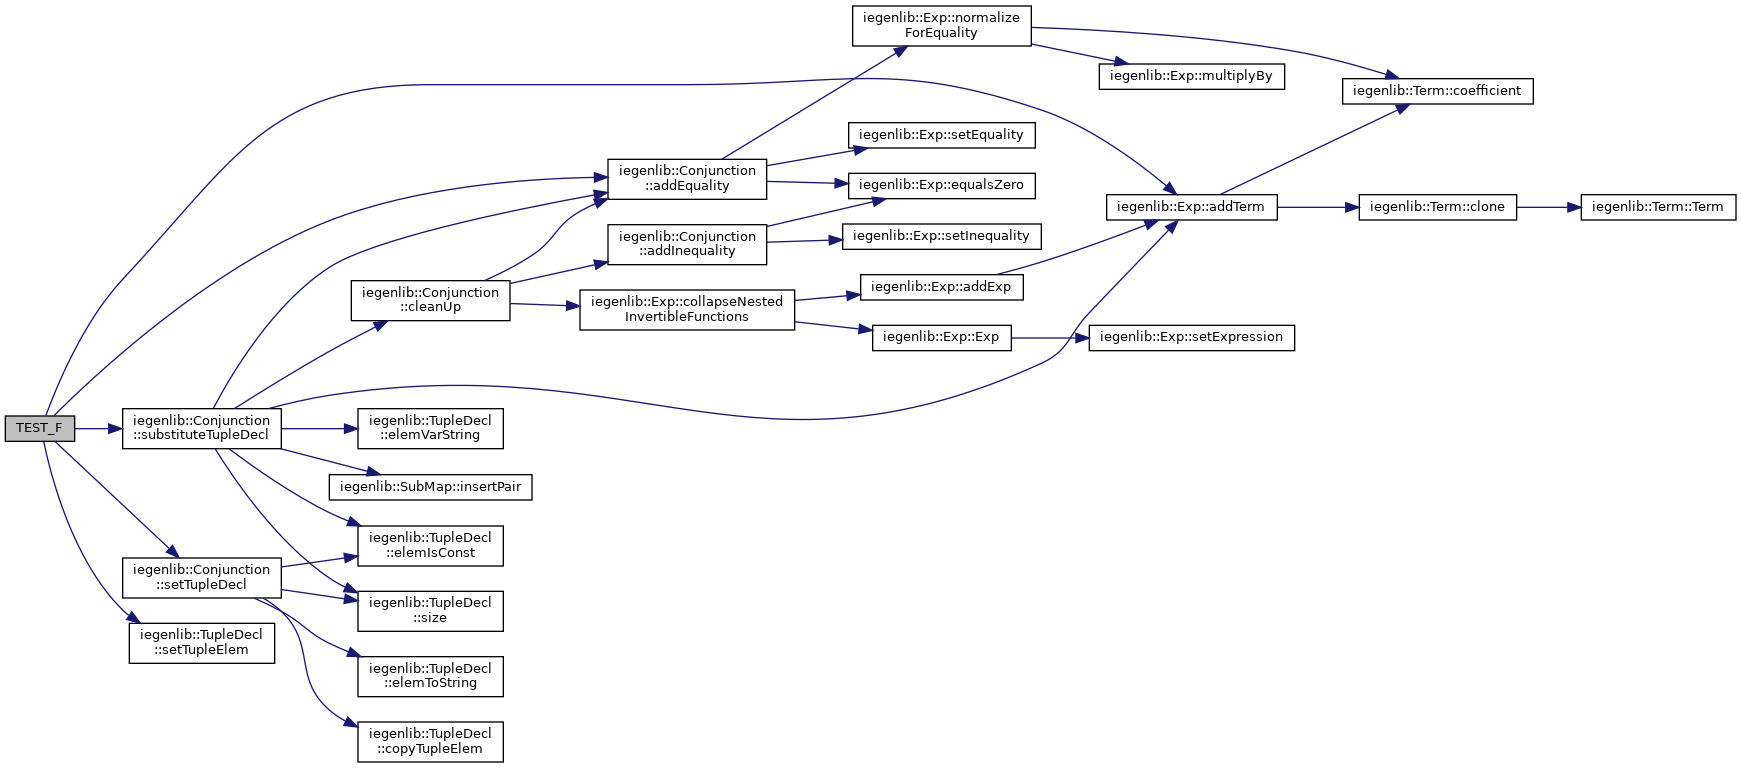 iegenlib::Exp::normalize
ForEquality
iegenlib::Exp::multiplyBy
iegenlib::Term::coefficient
iegenlib::Exp::setEquality
iegenlib::Conjunction
::addEquality
iegenlib::Exp::equalsZero
iegenlib::Exp::addTerm
iegenlib::Term::clone
iegenlib::Term::Term
iegenlib::Conjunction
::addInequality
iegenlib::Exp::setInequality
iegenlib::Conjunction
::cleanUp
iegenlib::Exp::collapseNested
InvertibleFunctions
iegenlib::Exp::addExp
iegenlib::Exp::Exp
iegenlib::Exp::setExpression
TEST_F
iegenlib::Conjunction
::substituteTupleDecl
iegenlib::TupleDecl
::elemVarString
iegenlib::SubMap::insertPair
iegenlib::TupleDecl
::elemIsConst
iegenlib::Conjunction
::setTupleDecl
iegenlib::TupleDecl
::size
iegenlib::TupleDecl
::setTupleElem
iegenlib::TupleDecl
::elemToString
iegenlib::TupleDecl
::copyTupleElem